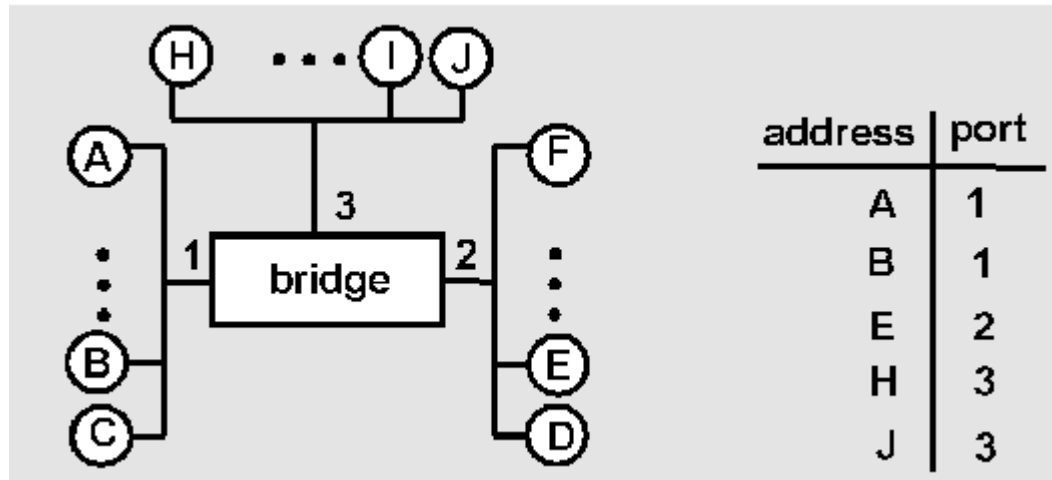 H I J
A F
3
1 bridge 2
B E
C D
address port
A 1
B 1
E 2
H 3
J 3